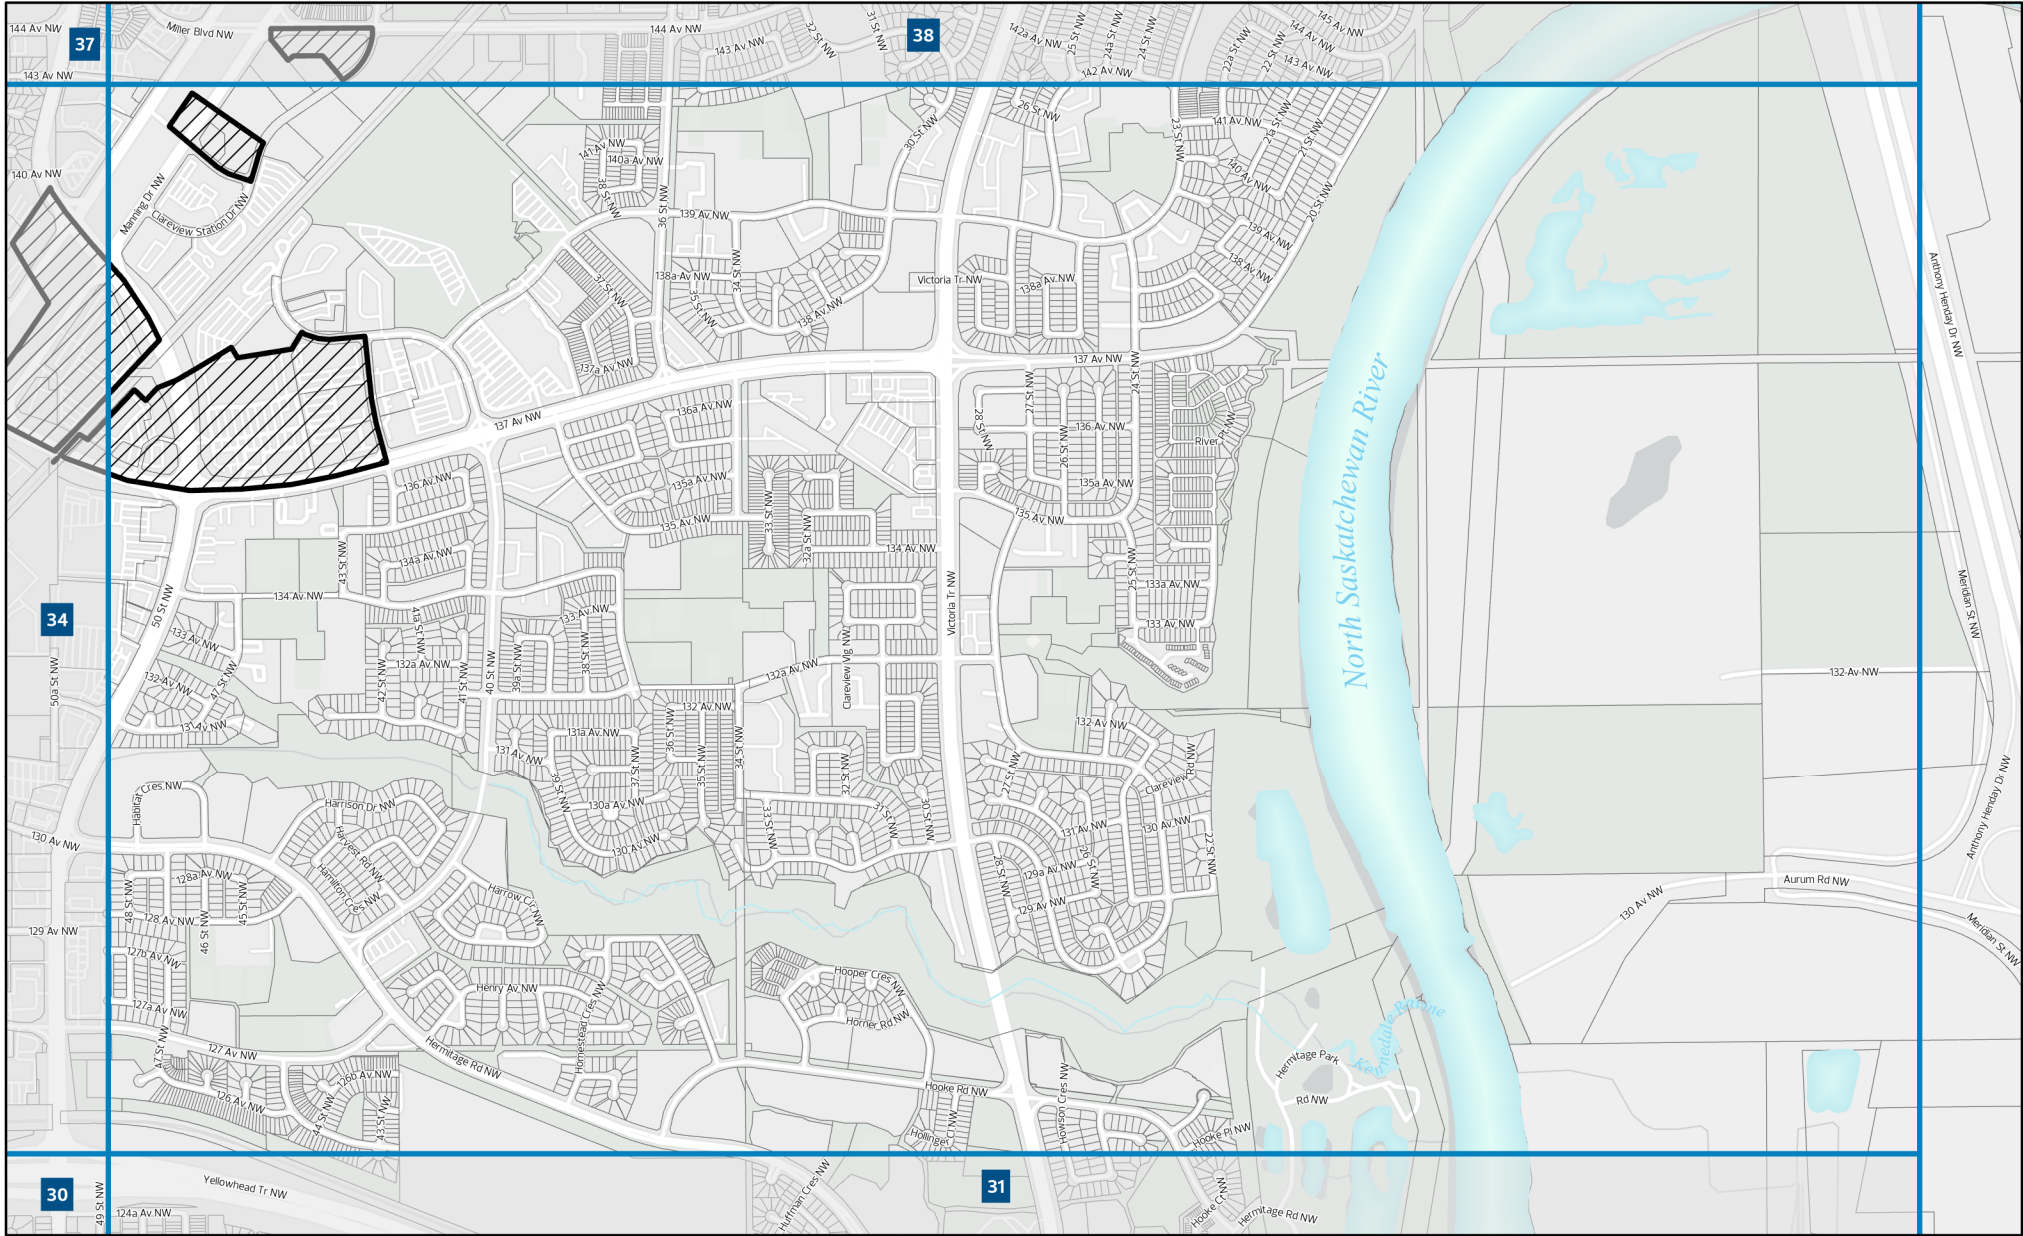 144 Av NW
Miller Blvd NW
37
143 Av NW
144 Av NW
143 Av NW
32 St NW
31 St NW
38
142a Av NW
25 St NW
24a St NW
24 St NW
145 Av NW
144 Av NW
143 Av NW
22a St NW
22 St NW
142 Av NW
26 St NW
30 St NW
23 St NW
141 Av NW
21a St NW
21 St NW
140 Av NW
20 St NW
141 Av NW
140a Av NW
38 St NW
36 St NW
140 Av NW
Manning Dr NW
Clareview Station Dr NW
139 Av NW
139 Av NW
138 Av NW
138a Av NW
34 St NW
35 St NW
138 Av NW
37 St NW
Victoria Tr NW
138a Av NW
Anthony Henday Dr NW
137a Av NW
137 Av NW
24 St NW
137 Av NW
136a Av NW
28 St NW
27 St NW
136 Av NW
26 St NW
River Pt NW
North Saskatchewan River
136 Av NW
135a Av NW
135a Av NW
135 Av NW
33 St NW
32a St NW
135 Av NW
134 Av NW
134a Av NW
43 St NW
25 St NW
133a Av NW
133 Av NW
Victoria Tr NW
Meridian St NW
34
50 St NW
134 Av NW
41a St NW
133 Av NW
133 Av NW
38 St NW
39a St NW
40 St NW
132a Av NW
42 St NW
41 St NW
132 Av NW
47 St NW
131 Av NW
50a St NW
132a Av NW
Clareview Vlg NW
132 Av NW
132 Av NW
36 St NW
35 St NW
34 St NW
131a Av NW
131 Av NW
39 St NW
37 St NW
130a Av NW
130 Av NW
33 St NW
32 St NW
31 St NW
30 St NW
132 Av NW
27 St NW
Clareview Rd NW
131 Av NW
130 Av NW
22 St NW
26 St NW
129a Av NW
28 St NW
129 Av NW
Anthony Henday Dr NW
Aurum Rd NW
130 Av NW
Meridian St NW
Habitat Cres NW
130 Av NW
Harrison Dr NW
Harvest Rd NW
Hamilton Cres NW
Harrow Cir NW
128a Av NW
48 St NW
128 Av NW
46 St NW
45 St NW
129 Av NW
127b Av NW
127a Av NW
47 St NW
127 Av NW
Henry Av NW
Homestead Cres NW
Hermitage Rd NW
Hooper Cres NW
Horner Rd NW
Hooke Rd NW
Howson Cres NW
Hollinger Cl NW
Hooke Pl NW
Hermitage Park
Rd NW
Kennedale Ravine
126b Av NW
126 Av NW
44 St NW
43 St NW
30
49 St NW
Yellowhead Tr NW
124a Av NW
Huffman Cres NW
31
Hooke Ct NW
Hermitage Rd NW